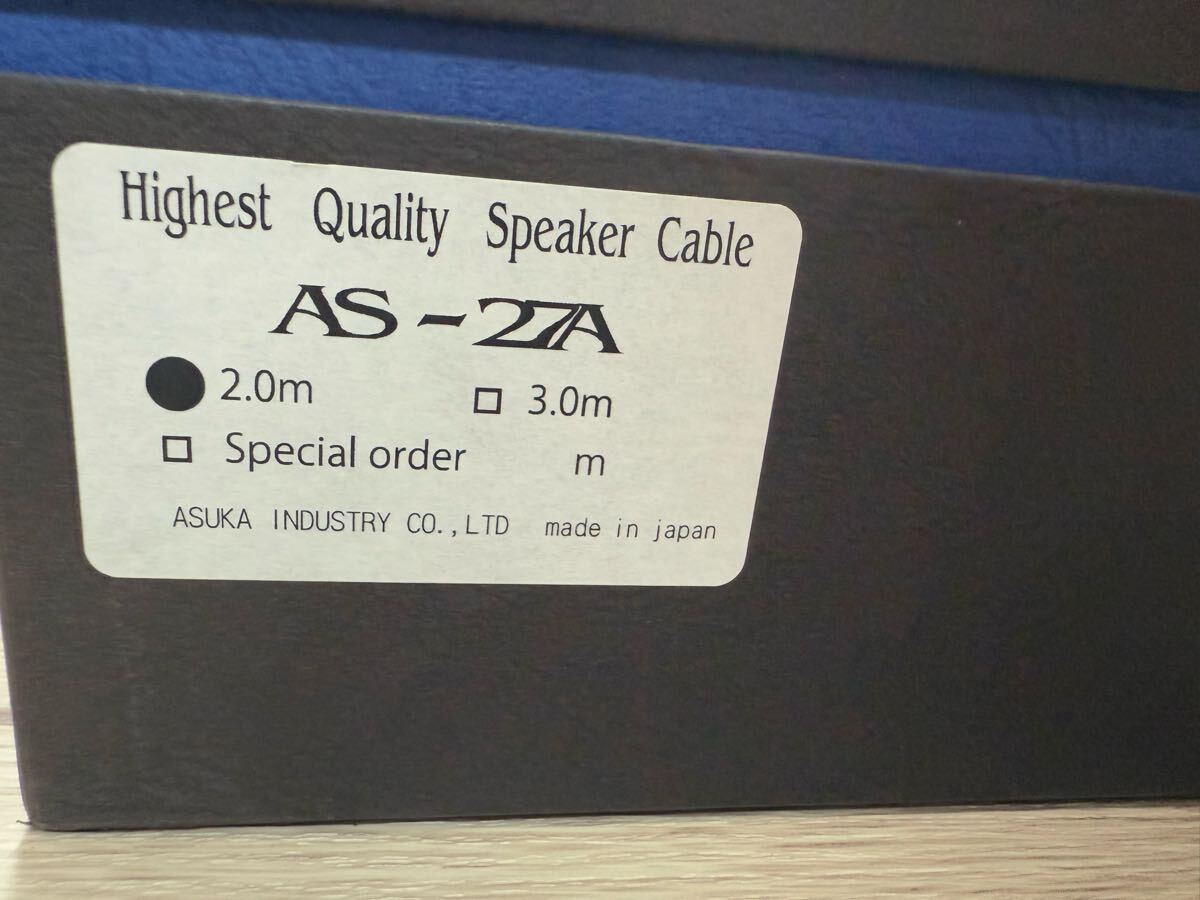 Highest Quality Speaker Cable
AS-27A
● 2.0m □ 3.0m
□ Special order m
ASUKA INDUSTRY CO.,LTD made in japan